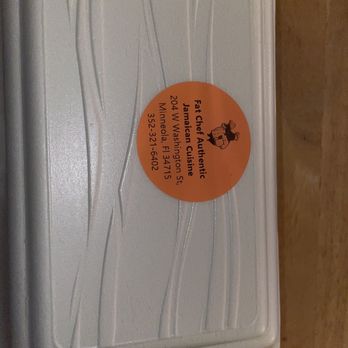 Fat Chef Authentic
Jamaican Cuisine
204 W Washington St,
Minneola, Fl 34715
352-321-6402